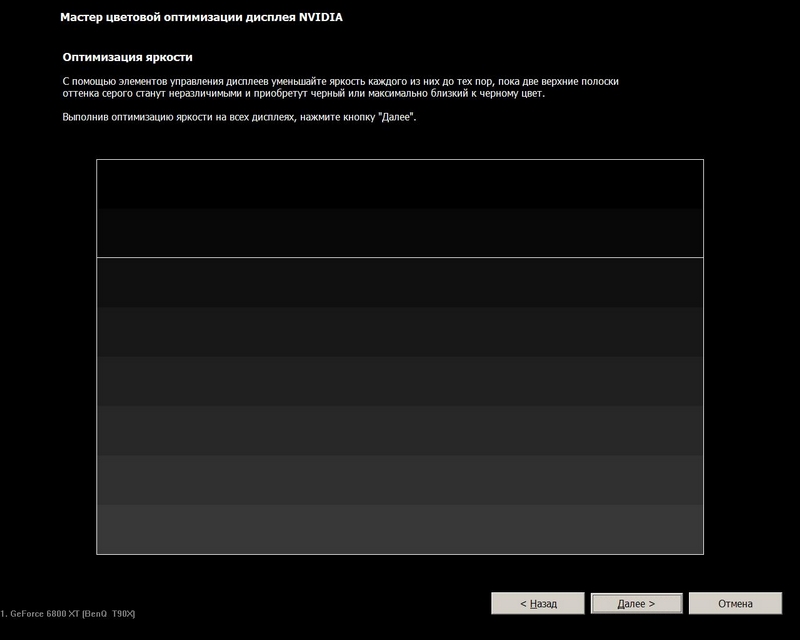 Мастер цветовой оптимизации дисплея NVIDIA
Оптимизация яркости
С помощью элементов управления дисплеев уменьшайте яркость каждого из них до тех пор, пока две верхние полоски
оттенка серого станут неразличимыми и приобретут черный или максимально близкий к черному цвет.
Выполнив оптимизацию яркости на всех дисплеях, нажмите кнопку "Далее".
< Назад
Далее >
Отмена
1. GeForce 6800 XT (BenQ T90X)